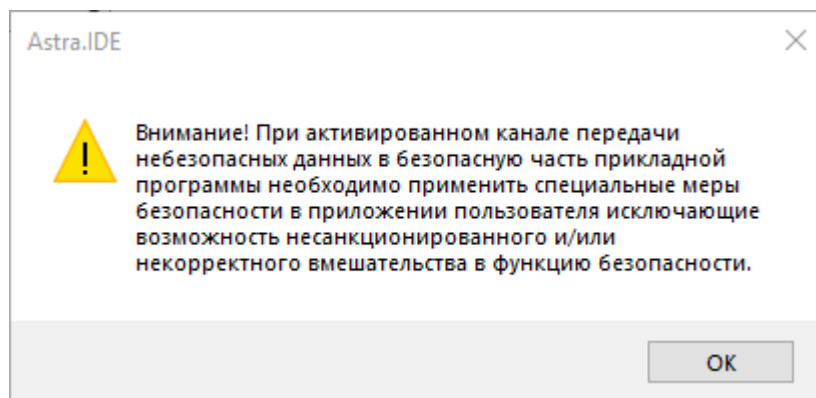 Astra.IDE
Внимание! При активированном канале передачи
небезопасных данных в безопасную часть прикладной
программы необходимо применить специальные меры
безопасности в приложении пользователя исключающие
возможность несанкционированного и/или
некорректного вмешательства в функцию безопасности.
ОК